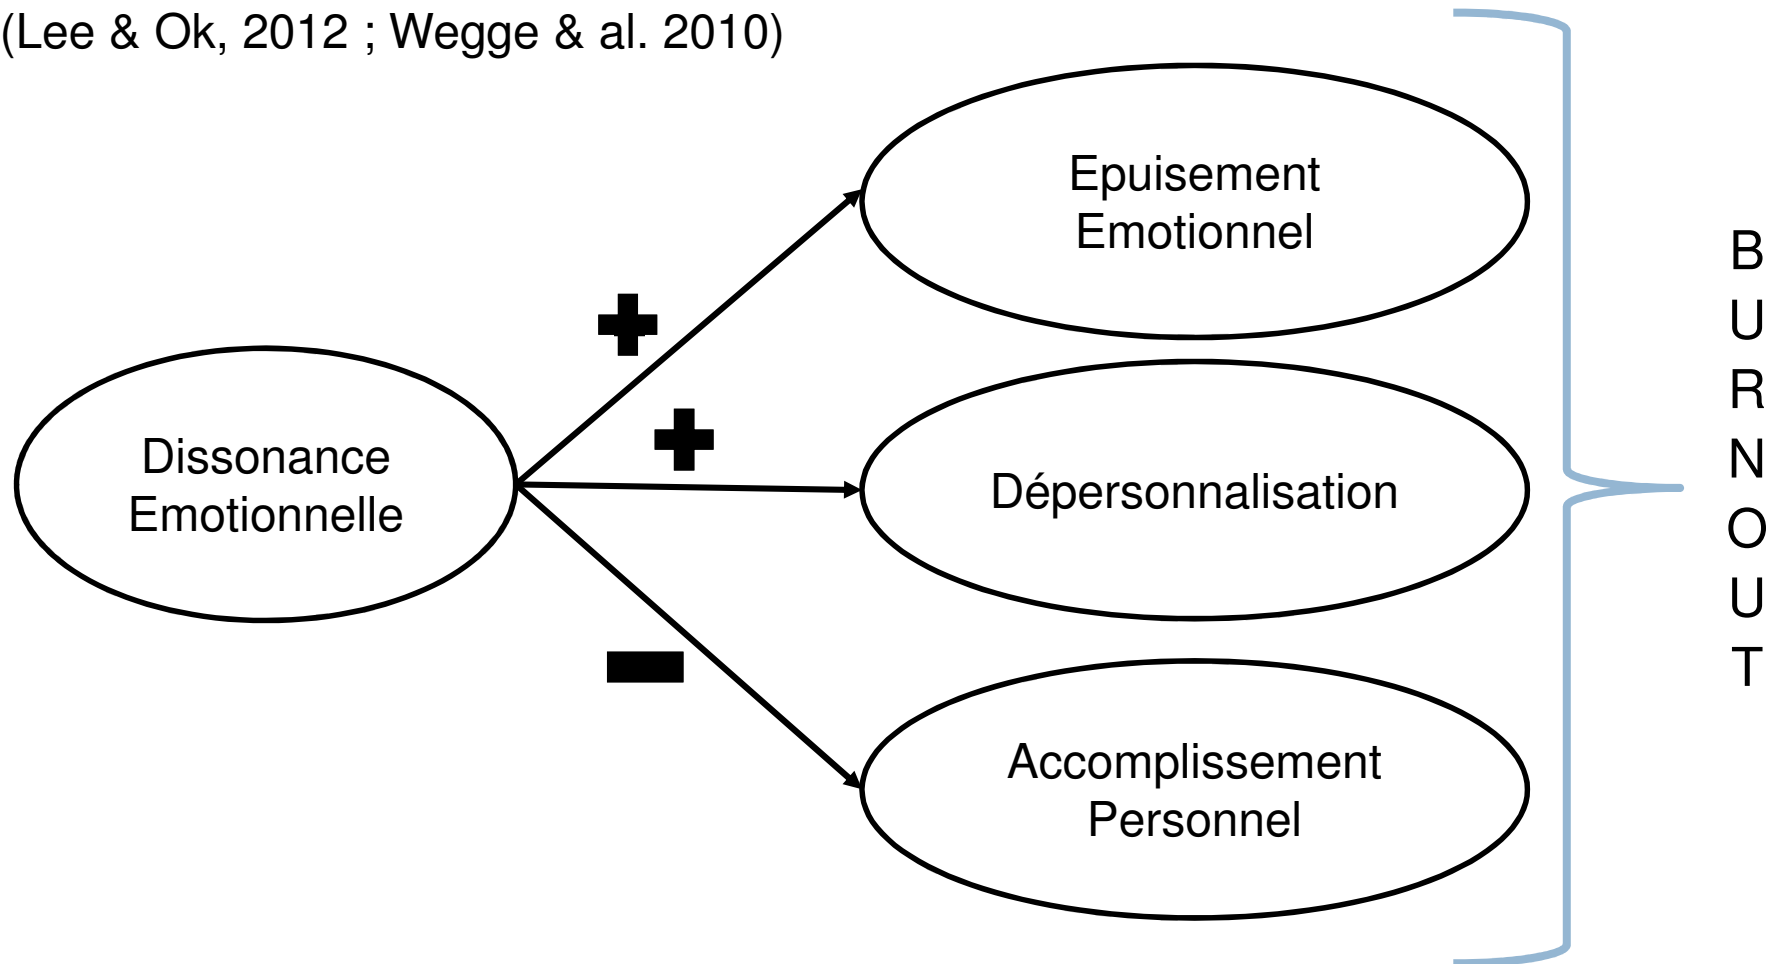 (Lee & Ok, 2012 ; Wegge & al. 2010)
Epuisement
Emotionnel
Dissonance
Emotionnelle
Dépersonnalisation
Accomplissement
Personnel
B
U
R
N
O
U
T